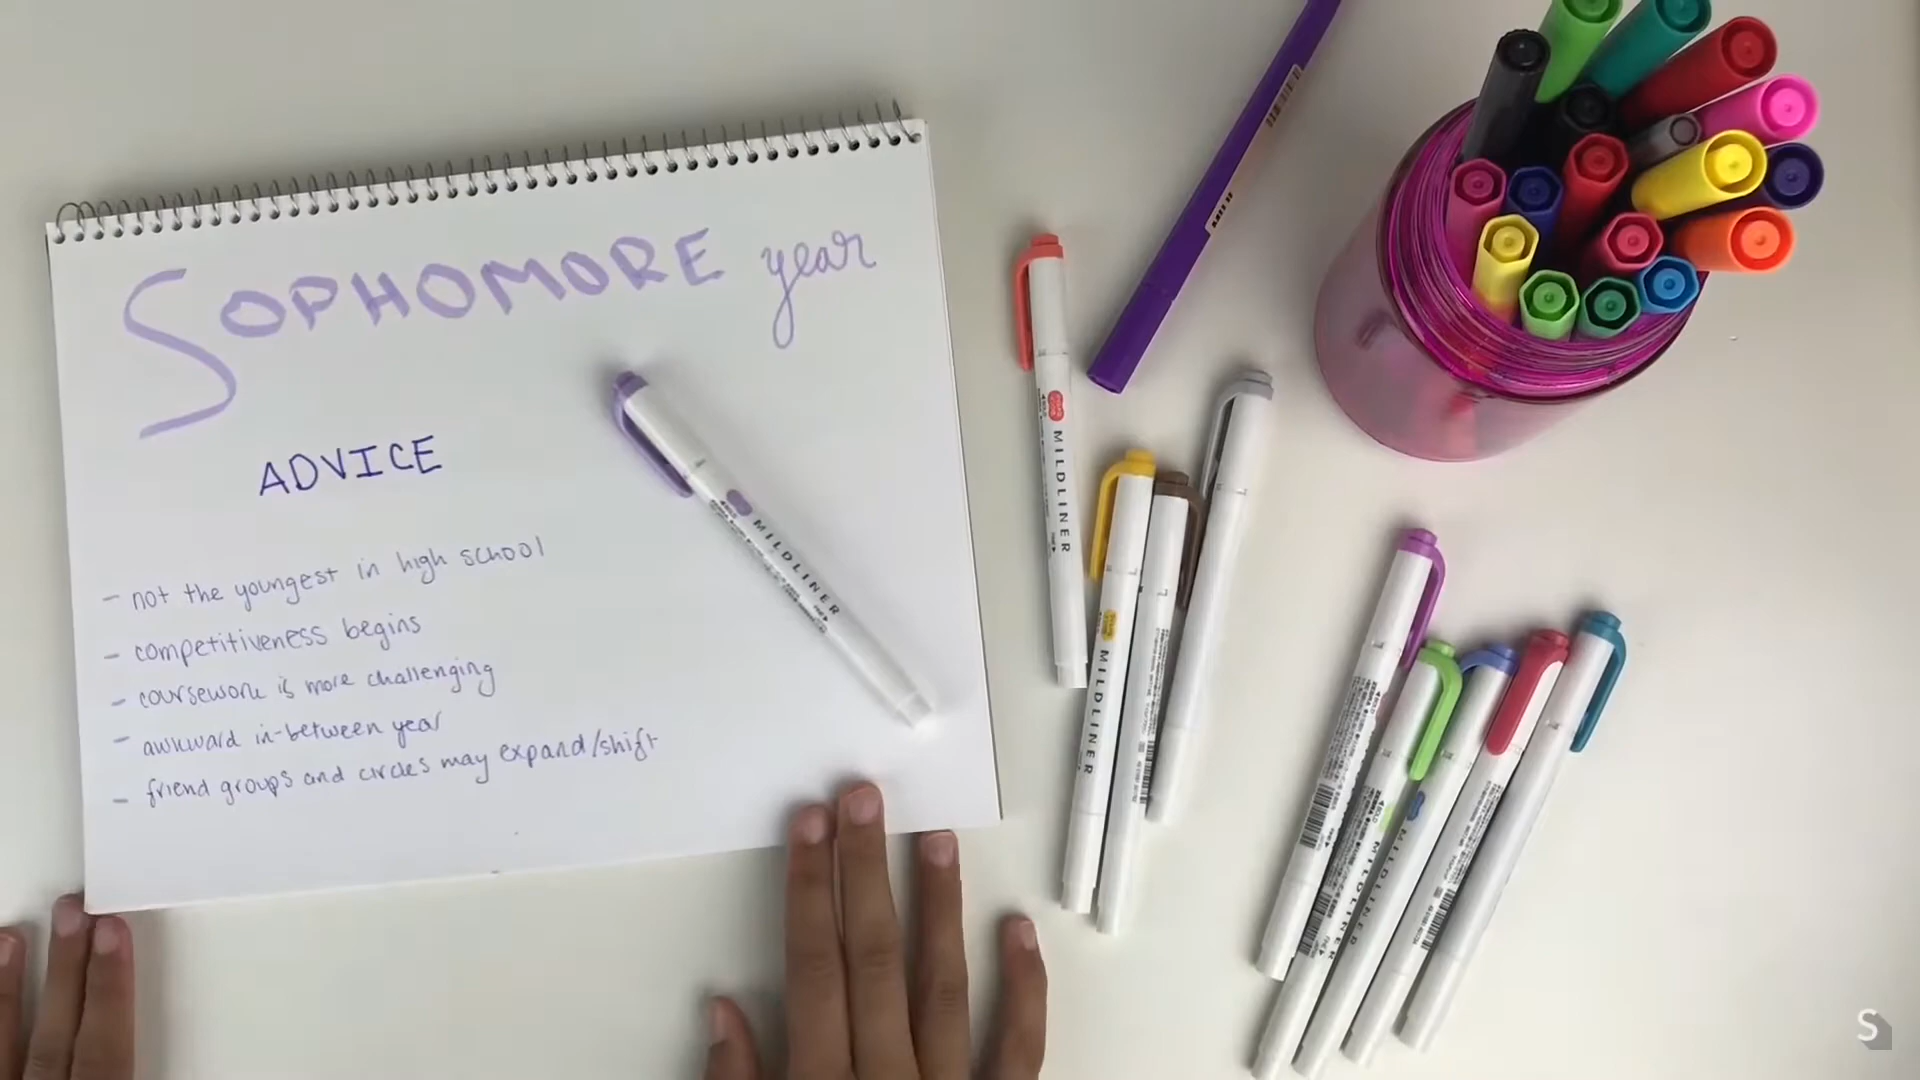 SOPHOMORE year
ADVICE
- not the youngest in high school
- competitiveness begins
- coursework is more challenging
- awkward in-between year
- friend groups and circles may expand/shift
MILDLINER
MILDLINER
MILDLINER
MILDLINER
MILDLINER
S